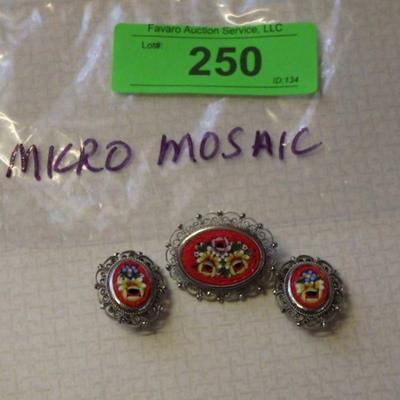 Favaro Auction Service, LLC
Lot#:
250
ID:134
MICRO MOSAIC